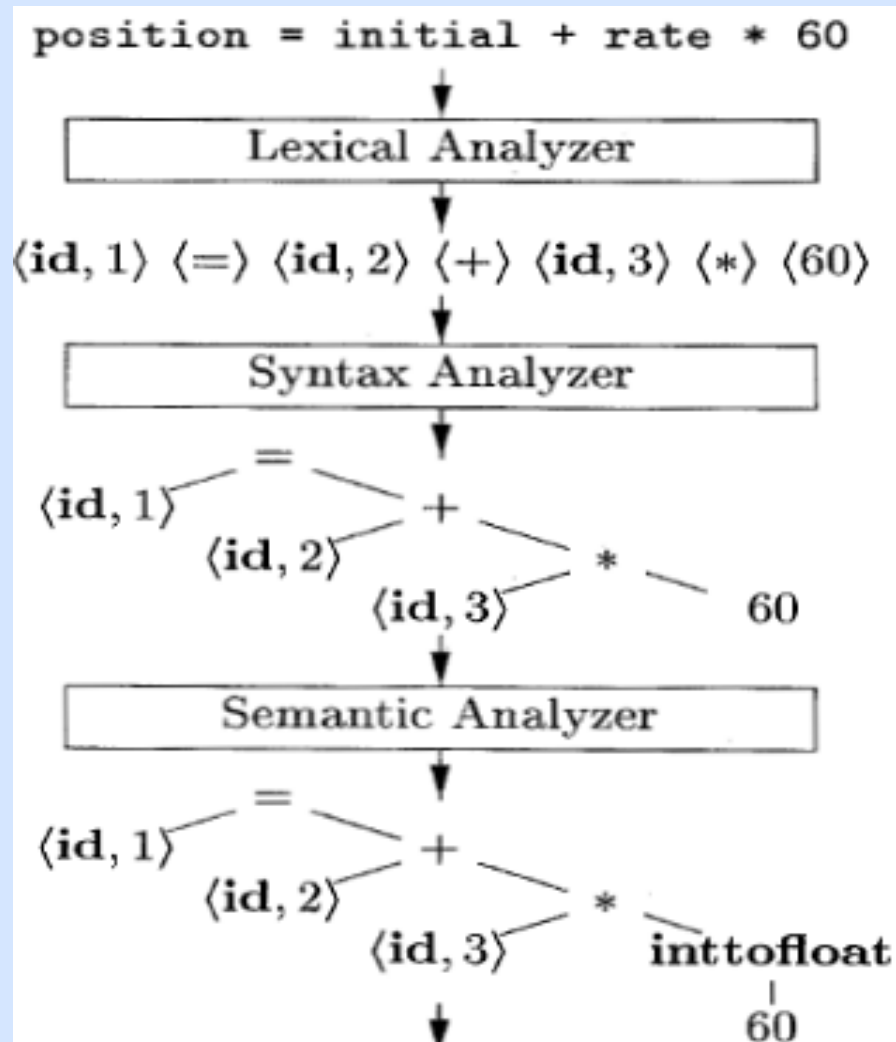 position = initial + rate * 60
Lexical Analyzer
⟨id, 1⟩ ⟨=⟩ ⟨id, 2⟩ ⟨+⟩ ⟨id, 3⟩ ⟨*⟩ ⟨60⟩
Syntax Analyzer
=
⟨id, 1⟩ +
⟨id, 2⟩ *
⟨id, 3⟩ 60
Semantic Analyzer
=
⟨id, 1⟩ +
⟨id, 2⟩ *
⟨id, 3⟩ inttofloat
60